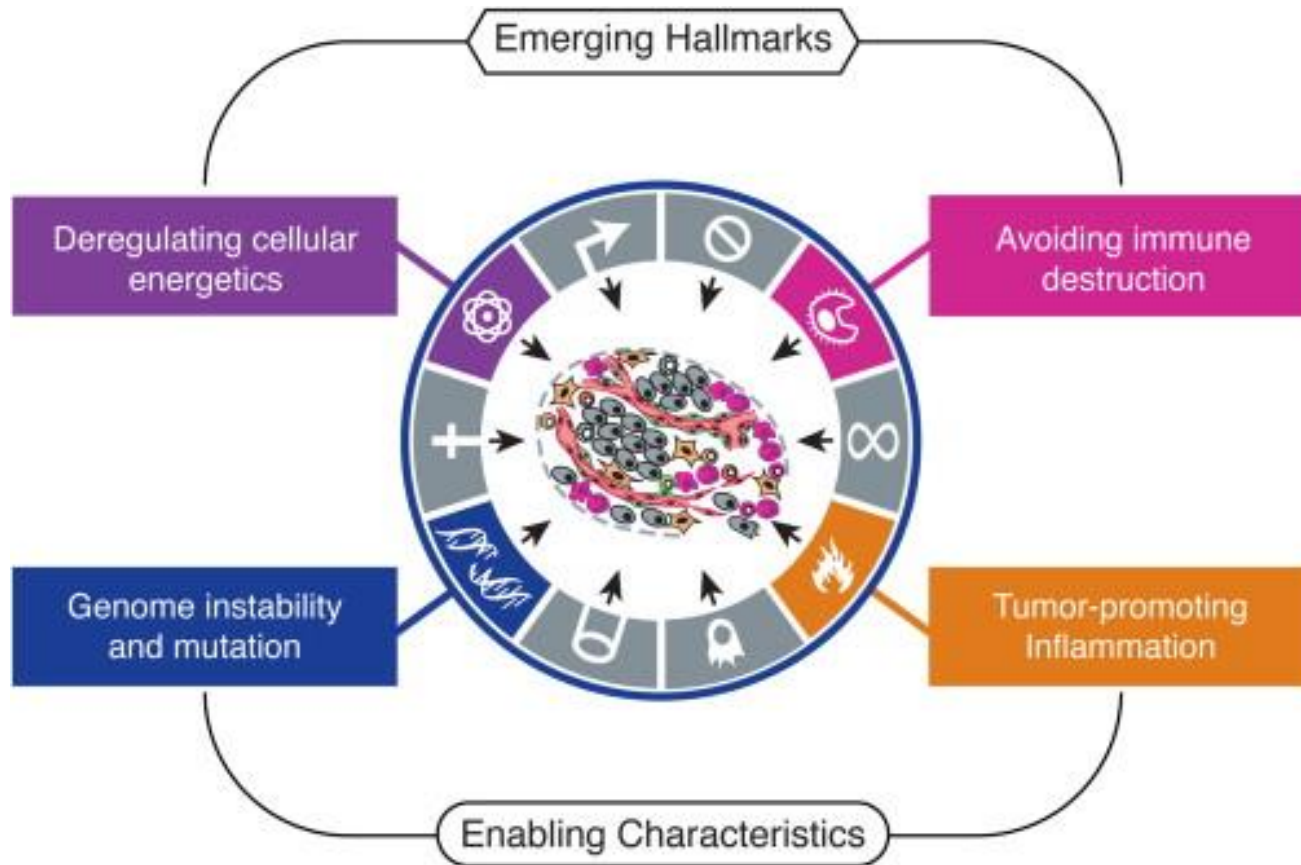 Emerging Hallmarks
Deregulating cellular
energetics
Avoiding immune
destruction
Genome instability
and mutation
Tumor-promoting
Inflammation
Enabling Characteristics